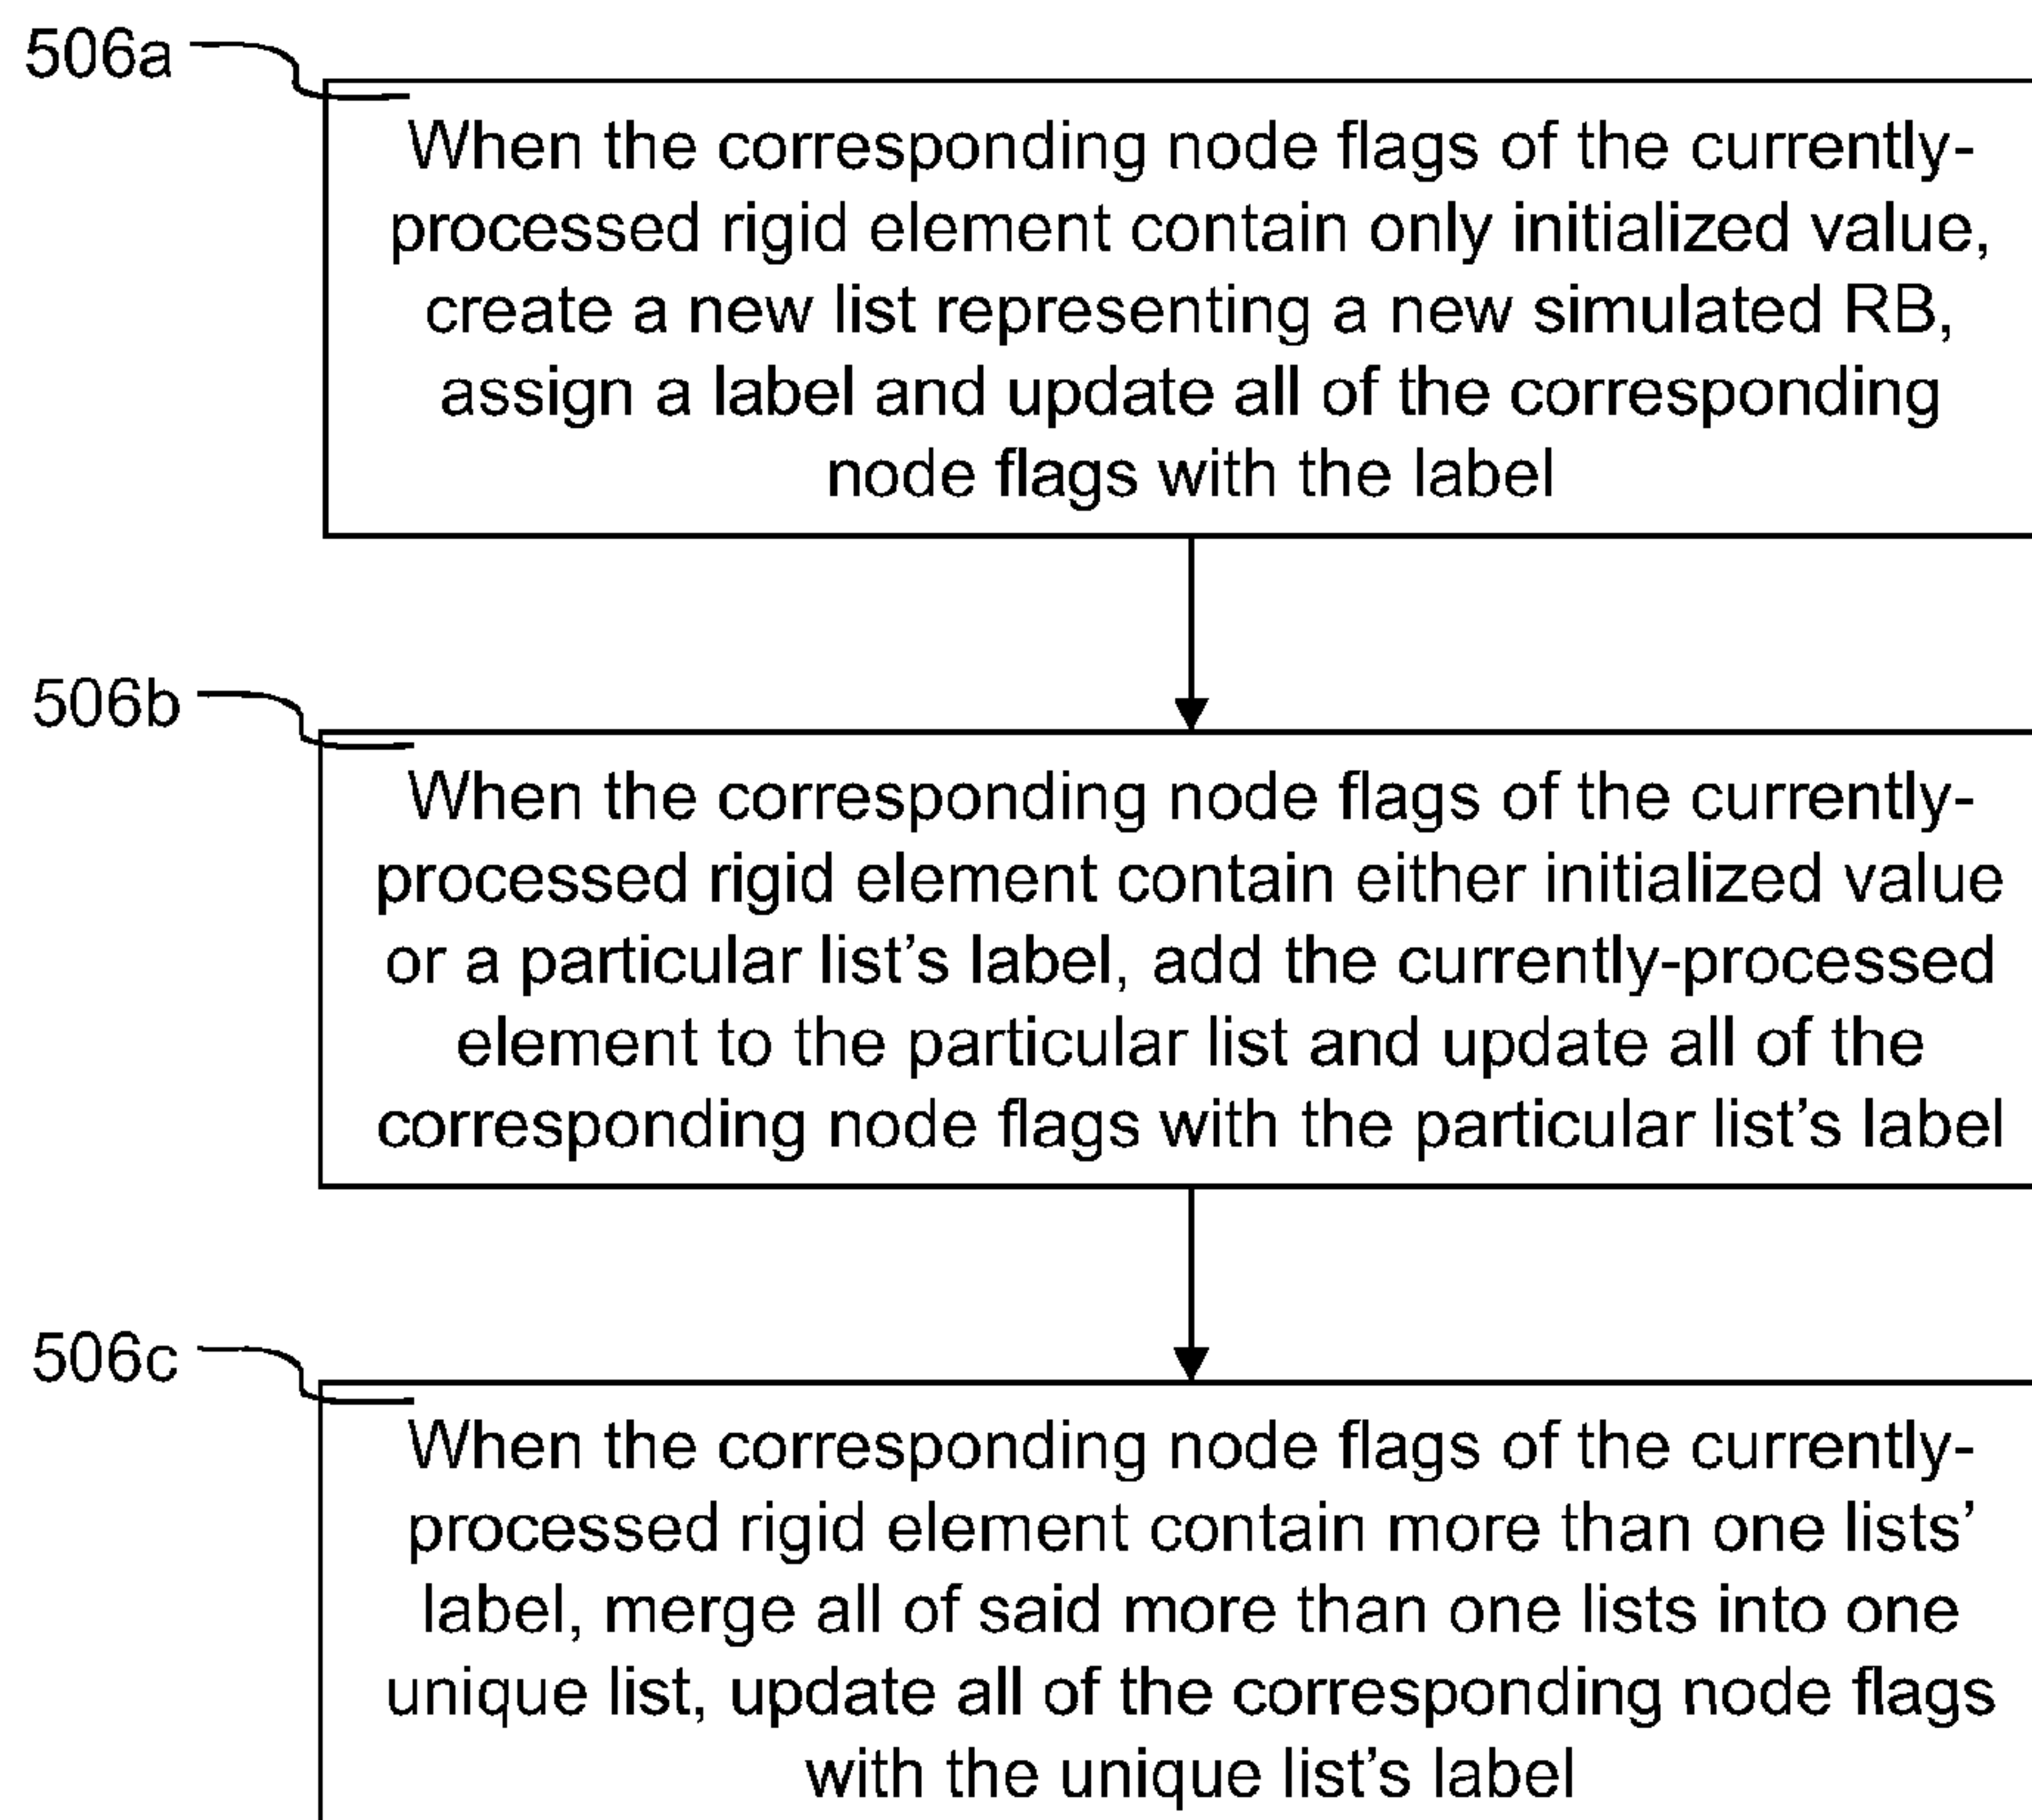 506a
When the corresponding node flags of the currently-
processed rigid element contain only initialized value,
create a new list representing a new simulated RB,
assign a label and update all of the corresponding
node flags with the label
506b
When the corresponding node flags of the currently-
processed rigid element contain either initialized value
or a particular list’s label, add the currently-processed
element to the particular list and update all of the
corresponding node flags with the particular list’s label
506c
When the corresponding node flags of the currently-
processed rigid element contain more than one lists’
label, merge all of said more than one lists into one
unique list, update all of the corresponding node flags
with the unique list’s label